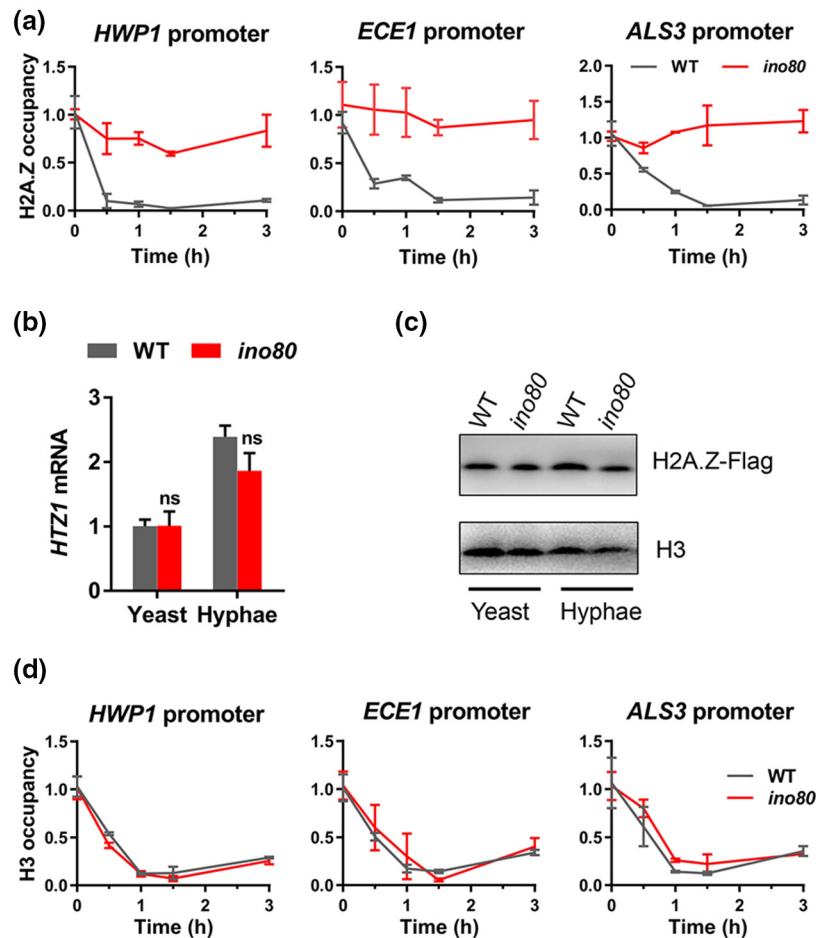 (a)
HWP1 promoter
ECE1 promoter
ALS3 promoter
H2A.Z occupancy
1.5
1.0
0.5
0.0
0 1 2 3
Time (h)
1.5
1.0
0.5
0.0
0 1 2 3
Time (h)
2.0
1.5
1.0
0.5
0.0
WT ino80
0 1 2 3
Time (h)
(b)
WT ino80
HTZ1 mRNA
3
2
1
0
ns
ns
Yeast Hyphae
(c)
WT ino80 WT ino80
H2A.Z-Flag
H3
Yeast Hyphae
(d)
HWP1 promoter
ECE1 promoter
ALS3 promoter
H3 occupancy
1.5
1.0
0.5
0.0
0 1 2 3
Time (h)
1.5
1.0
0.5
0.0
0 1 2 3
Time (h)
1.5
1.0
0.5
0.0
WT
ino80
0 1 2 3
Time (h)